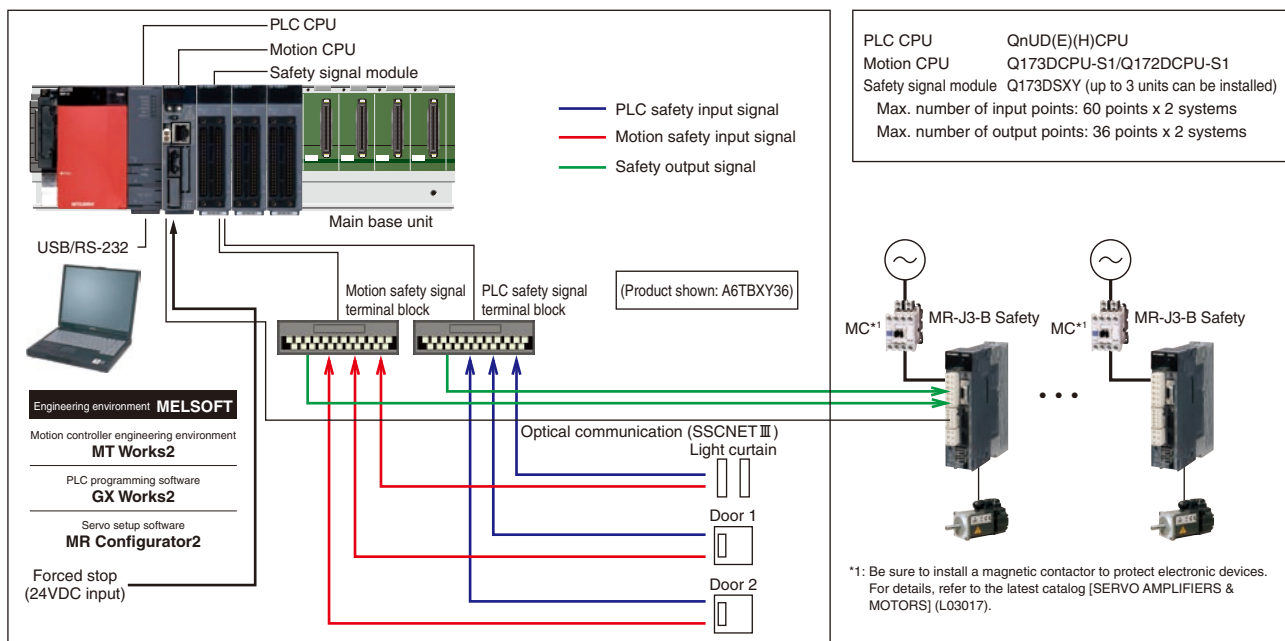 PLC CPU
Motion CPU
Safety signal module
PLC safety input signal
Motion safety input signal
Safety output signal
Main base unit
USB/RS-232
Motion safety signal
terminal block
PLC safety signal
terminal block
(Product shown: A6TBXY36)
Engineering environment MELSOFT
Motion controller engineering environment
MT Works2
PLC programming software
GX Works2
Servo setup software
MR Configurator2
Forced stop
(24VDC input)
Optical communication (SSCNETⅢ)
Light curtain
Door 1
Door 2
PLC CPU QnUD(E)(H)CPU
Motion CPU Q173DCPU-S1/Q172DCPU-S1
Safety signal module Q173DSXY (up to 3 units can be installed)
Max. number of input points: 60 points x 2 systems
Max. number of output points: 36 points x 2 systems
MC*1
MR-J3-B Safety
MC*1
MR-J3-B Safety
*1: Be sure to install a magnetic contactor to protect electronic devices.
For details, refer to the latest catalog [SERVO AMPLIFIERS &
MOTORS] (L03017).